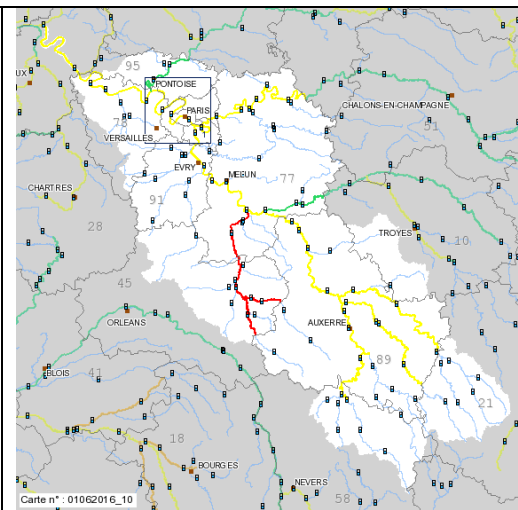 95
PONTOISE
UX
PARIS
CHALONS-EN-CHAMPAGNE
78
VERSAILLES
51
EVRY
MELUN
77
CHARTRES
91
28
TROYES
10
45
ORLEANS
AUXERRE
89
BLOIS
41
21
18
BOURGES
NEVERS
58
Carte n° : 01062016_10